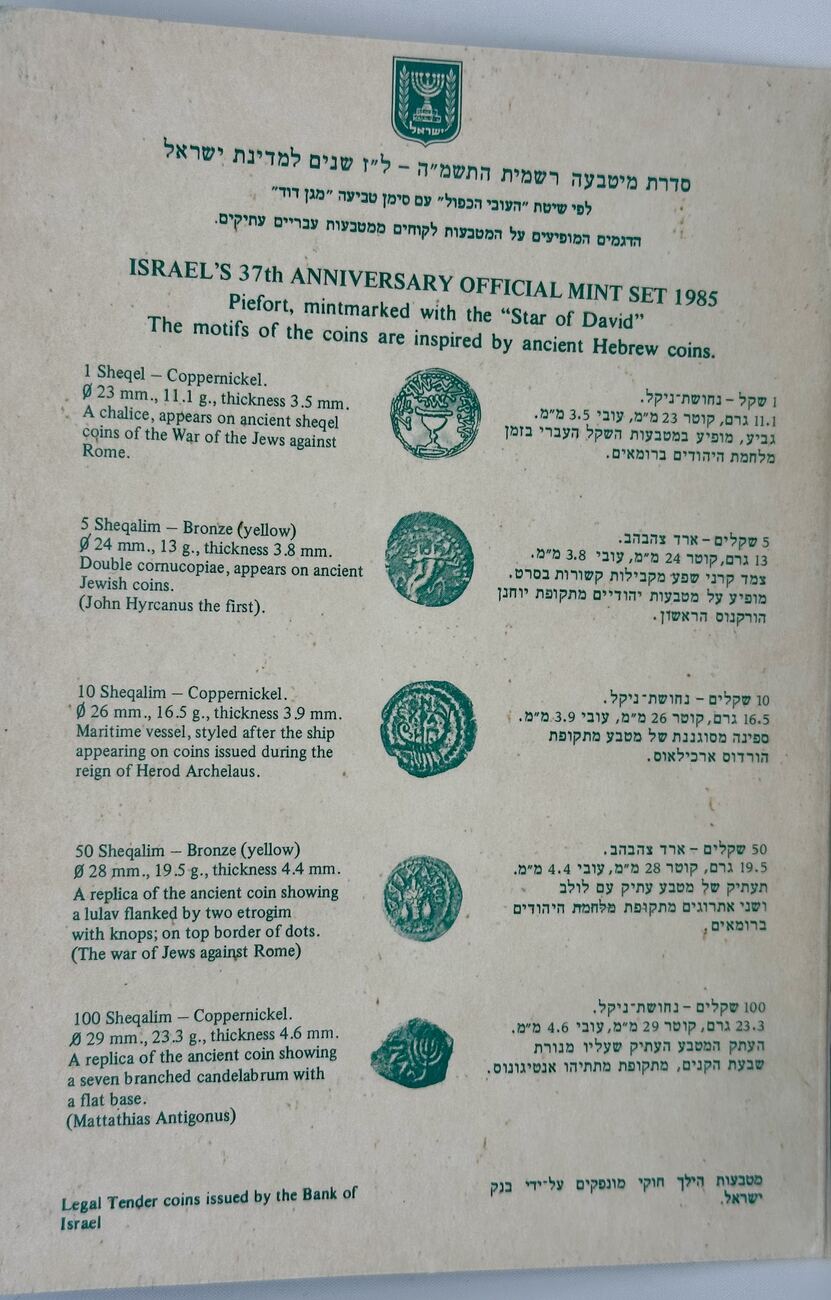 ישראל
סדרת מיטבעה רשמית התשמ״ה – ל״ז שנים למדינת ישראל
לפי שיטת ״העובי הכפול״ עם סימן טביעה ״מגן דוד״
הדגמים המופיעים על המטבעות לקוחים ממטבעות עבריים עתיקים.
ISRAEL'S 37th ANNIVERSARY OFFICIAL MINT SET 1985
Piefort, mintmarked with the “Star of David”
The motifs of the coins are inspired by ancient Hebrew coins.
1 Sheqel – Coppernickel.
Ø 23 mm., 11.1 g., thickness 3.5 mm.
A chalice, appears on ancient sheqel
coins of the War of the Jews against
Rome.
1 שקל – נחושת־ניקל.
11.1 גרם, קוטר 23 מ״מ, עובי 3.5 מ״מ.
גביע, מופיע במטבעות השקל העברי בזמן
מלחמת היהודים ברומאים.
5 Sheqalim – Bronze (yellow)
Ø 24 mm., 13 g., thickness 3.8 mm.
Double cornucopiae, appears on ancient
Jewish coins.
(John Hyrcanus the first).
5 שקלים – ארד צהבהב.
13 גרם, קוטר 24 מ״מ, עובי 3.8 מ״מ.
צמד קרני שפע מקבילות קשורות בסרט.
מופיע על מטבעות יהודיים מתקופת יוחנן
הורקנוס הראשון.
10 Sheqalim – Coppernickel.
Ø 26 mm., 16.5 g., thickness 3.9 mm.
Maritime vessel, styled after the ship
appearing on coins issued during the
reign of Herod Archelaus.
10 שקלים – נחושת־ניקל.
16.5 גרם, קוטר 26 מ״מ, עובי 3.9 מ״מ.
ספינה מסוגננת של מטבע מתקופת
הורדוס ארכילאוס.
50 Sheqalim – Bronze (yellow)
Ø 28 mm., 19.5 g., thickness 4.4 mm.
A replica of the ancient coin showing
a lulav flanked by two etrogim
with knops; on top border of dots.
(The war of Jews against Rome)
50 שקלים – ארד צהבהב.
19.5 גרם, קוטר 28 מ״מ, עובי 4.4 מ״מ.
תעתיק של מטבע עתיק עם לולב
ושני אתרוגים מתקופת מלחמת היהודים
ברומאים.
100 Sheqalim – Coppernickel.
Ø 29 mm., 23.3 g., thickness 4.6 mm.
A replica of the ancient coin showing
a seven branched candelabrum with
a flat base.
(Mattathias Antigonus)
100 שקלים – נחושת־ניקל.
23.3 גרם, קוטר 29 מ״מ, עובי 4.6 מ״מ.
העתק המטבע העתיק שעליו מנורת
שבעת הקנים, מתקופת מתתיהו אנטיגונוס.
Legal Tender coins issued by the Bank of
Israel
מטבעות הילך חוקי מונפקים על־ידי בנק
ישראל.